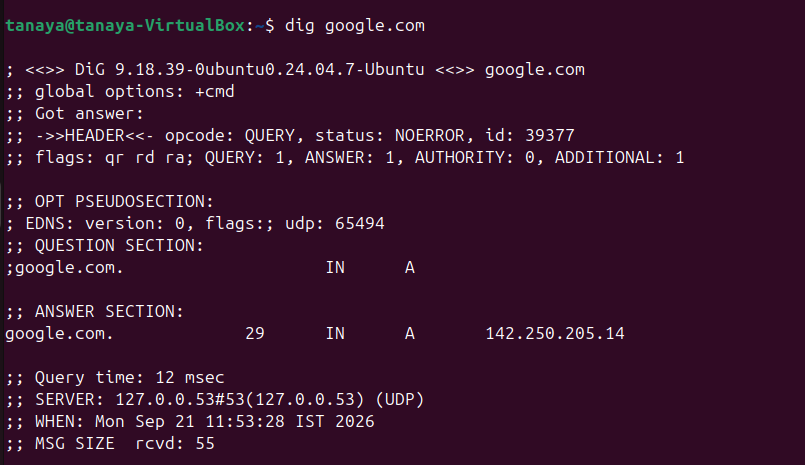 tanaya@tanaya-VirtualBox:~$ dig google.com
; <<>> DiG 9.18.39-0ubuntu0.24.04.7-Ubuntu <<>> google.com
;; global options: +cmd
;; Got answer:
;; ->>HEADER<<- opcode: QUERY, status: NOERROR, id: 39377
;; flags: qr rd ra; QUERY: 1, ANSWER: 1, AUTHORITY: 0, ADDITIONAL: 1
;; OPT PSEUDOSECTION:
; EDNS: version: 0, flags:; udp: 65494
;; QUESTION SECTION:
;google.com. IN A
;; ANSWER SECTION:
google.com. 29 IN A 142.250.205.14
;; Query time: 12 msec
;; SERVER: 127.0.0.53#53(127.0.0.53) (UDP)
;; WHEN: Mon Sep 21 11:53:28 IST 2026
;; MSG SIZE  rcvd: 55